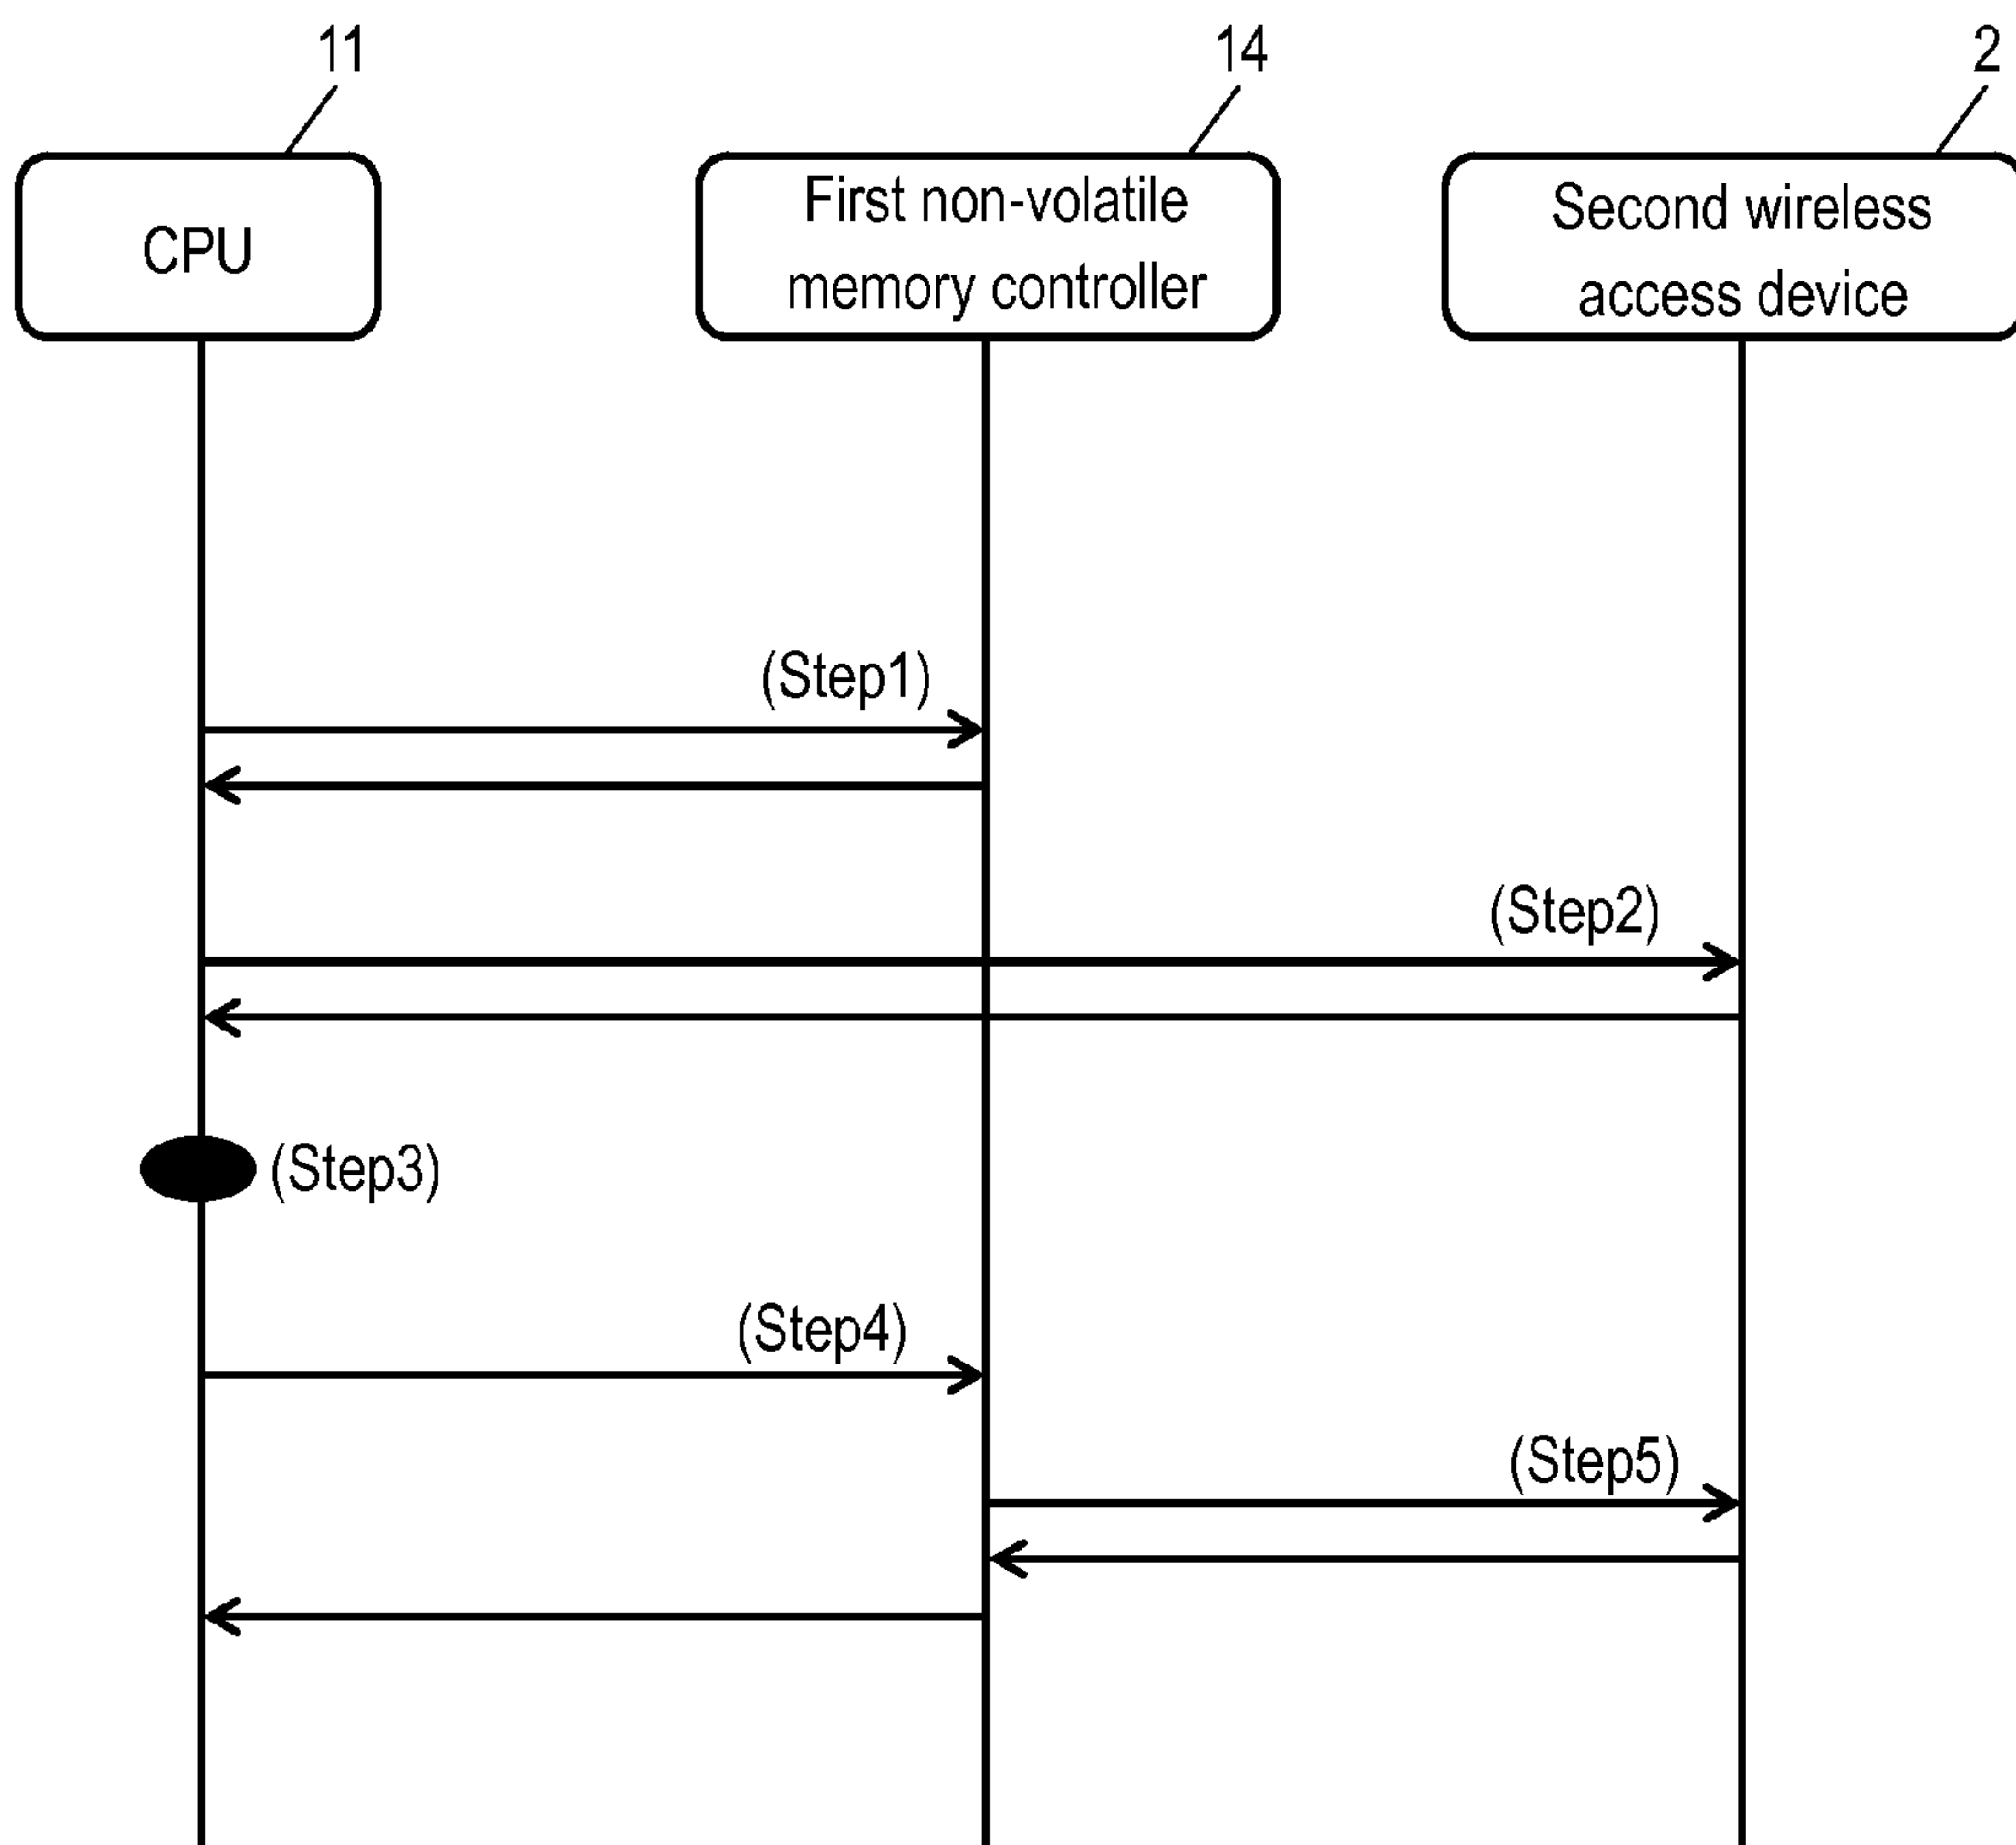 11
14
2
CPU
First non-volatile
memory controller
Second wireless
access device
(Step1)
(Step2)
(Step3)
(Step4)
(Step5)